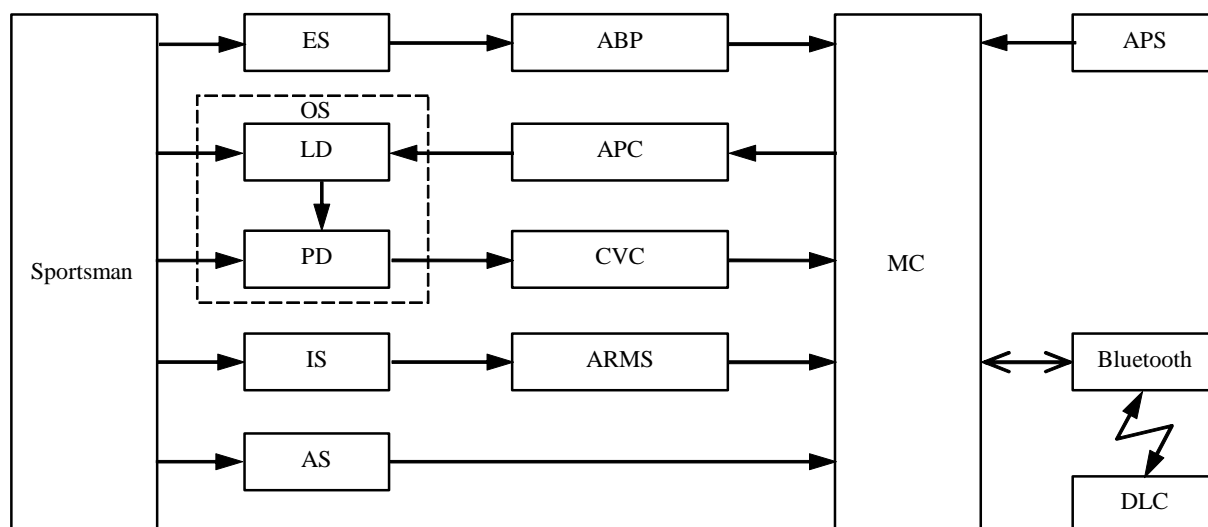 ES
ABP
APS
OS
LD
APC
PD
CVC
Sportsman
MC
IS
ARMS
Bluetooth
AS
DLC